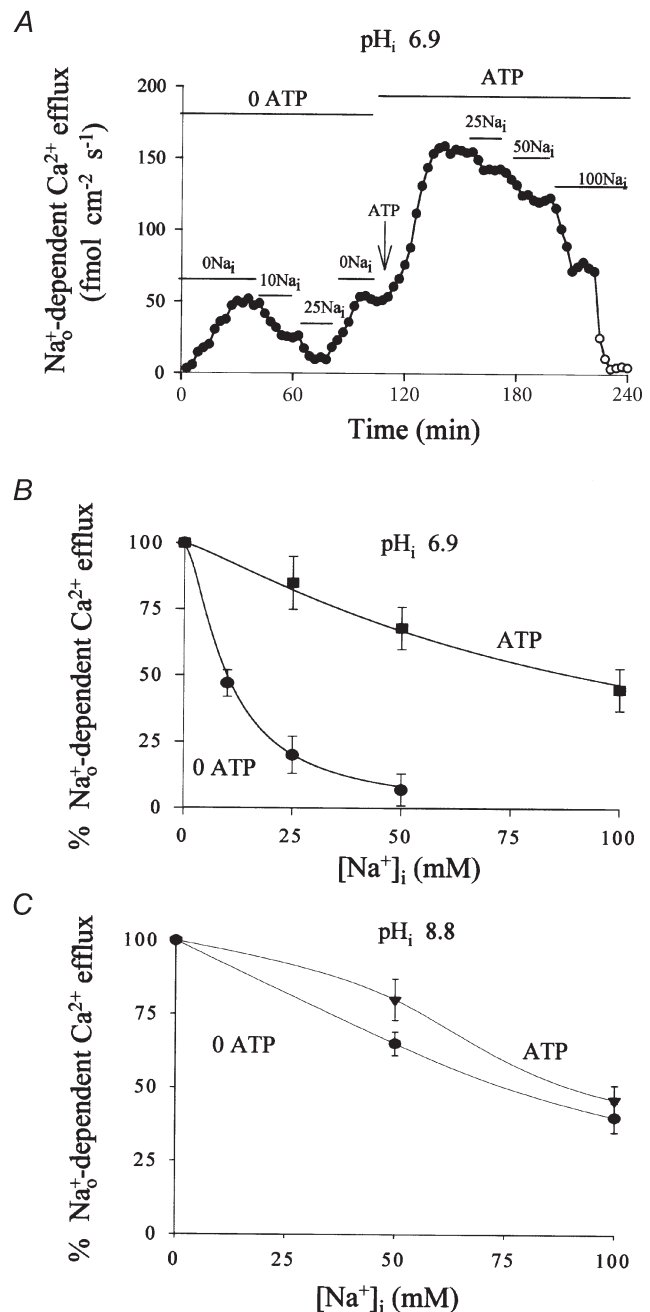 A
pHᵢ 6.9
Na⁺ₒ-dependent Ca²⁺ efflux
(fmol cm⁻² s⁻¹)
200
150
100
50
0
0 ATP
ATP
25Naᵢ
50Naᵢ
100Naᵢ
ATP
0Naᵢ
10Naᵢ
25Naᵢ
0Naᵢ
0 60 120 180 240
Time (min)
B
pHᵢ 6.9
% Na⁺ₒ-dependent Ca²⁺ efflux
100
75
50
25
0
ATP
0 ATP
0 25 50 75 100
[Na⁺]ᵢ (mM)
C
pHᵢ 8.8
% Na⁺ₒ-dependent Ca²⁺ efflux
100
75
50
25
0
0 ATP
ATP
0 25 50 75 100
[Na⁺]ᵢ (mM)